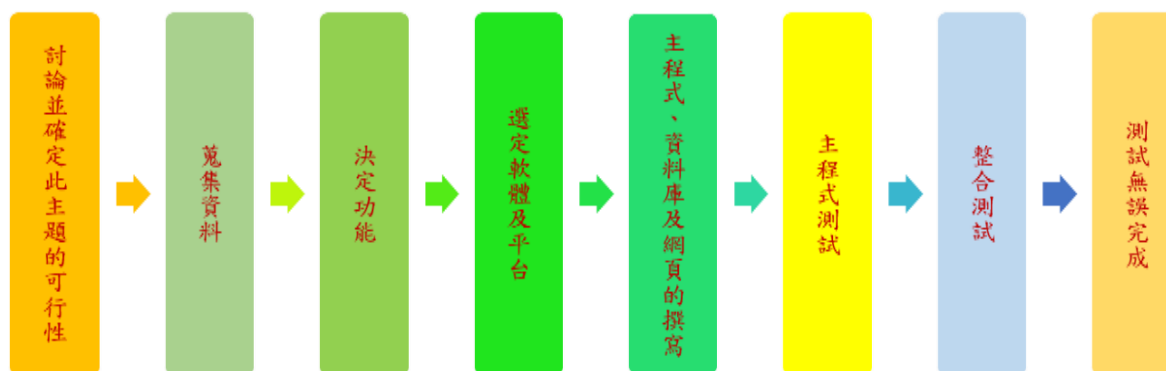 討論並確定此主題的可行性
蒐集資料
決定功能
選定軟體及平台
主程式、資料庫及網頁的撰寫
主程式測試
整合測試
測試無誤完成